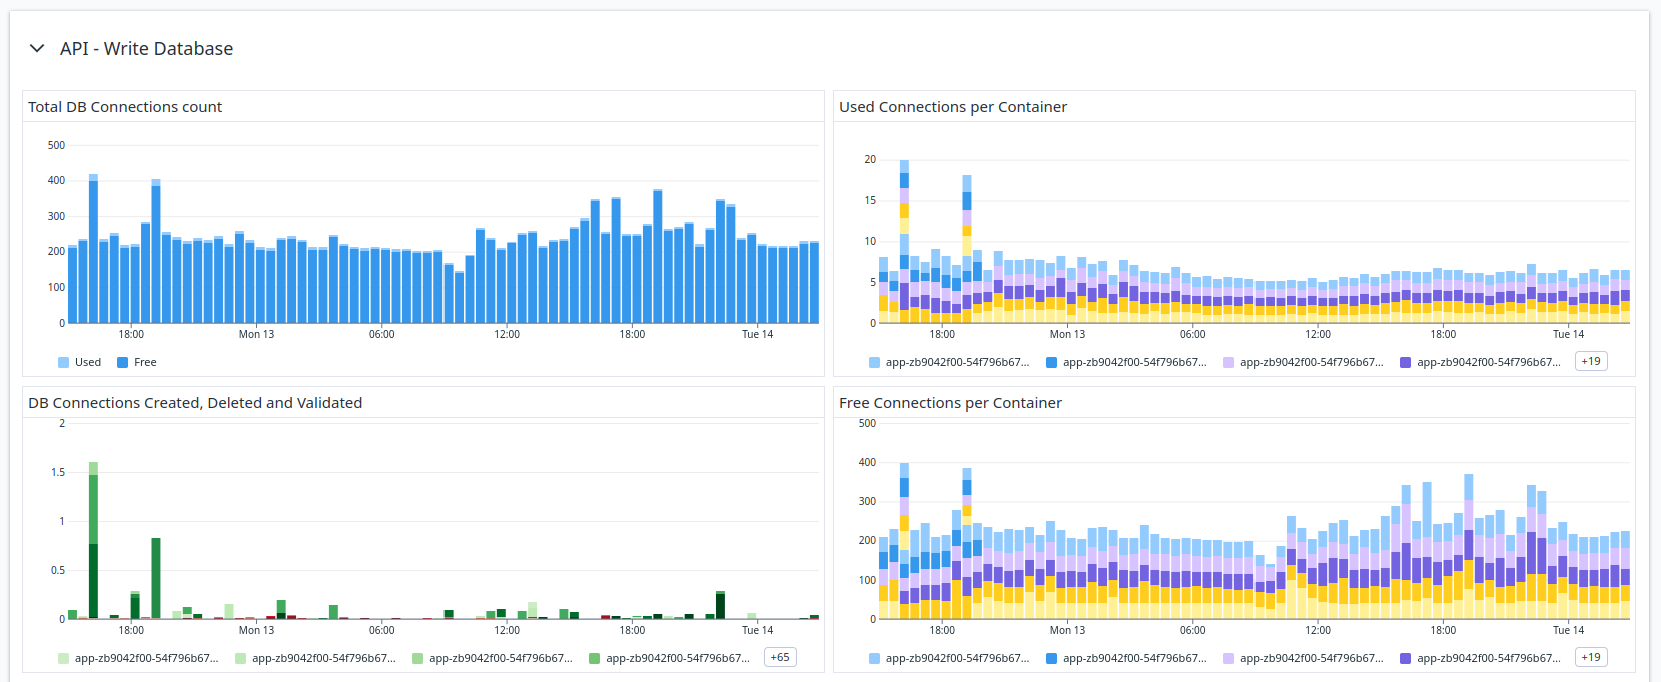 API - Write Database
Total DB Connections count
500
400
300
200
100
0
18:00 Mon 13 06:00 12:00 18:00 Tue 14
Used Free
Used Connections per Container
20
15
10
5
0
18:00 Mon 13 06:00 12:00 18:00 Tue 14
app-zb9042f00-54f796b67... app-zb9042f00-54f796b67... app-zb9042f00-54f796b67... app-zb9042f00-54f796b67... +19
DB Connections Created, Deleted and Validated
2
1.5
1
0.5
0
18:00 Mon 13 06:00 12:00 18:00 Tue 14
app-zb9042f00-54f796b67... app-zb9042f00-54f796b67... app-zb9042f00-54f796b67... app-zb9042f00-54f796b67... +65
Free Connections per Container
500
400
300
200
100
0
18:00 Mon 13 06:00 12:00 18:00 Tue 14
app-zb9042f00-54f796b67... app-zb9042f00-54f796b67... app-zb9042f00-54f796b67... app-zb9042f00-54f796b67... +19